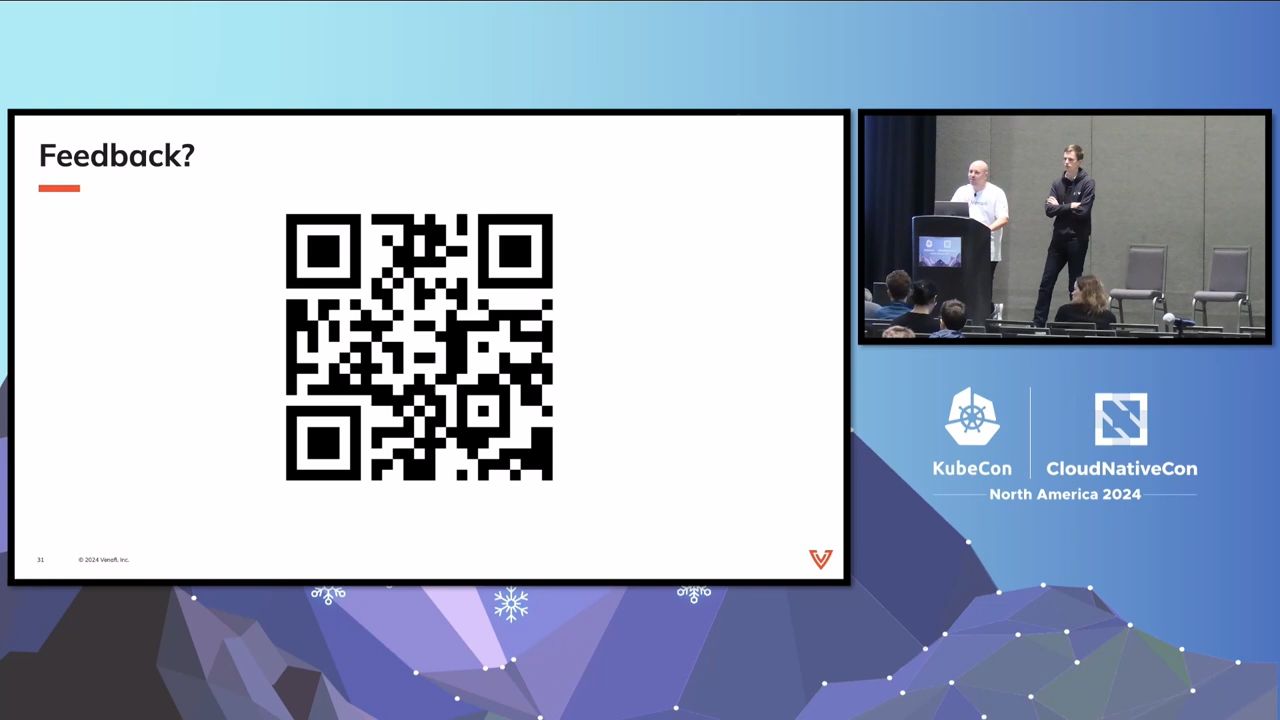 Feedback?
31 © 2024 Venafi, Inc.
KubeCon CloudNativeCon
North America 2024